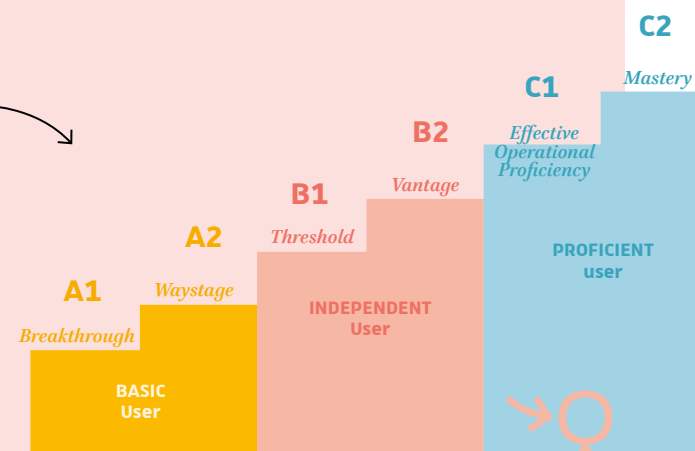 C2
Mastery
C1
Effective
Operational
Proficiency
B2
Vantage
B1
Threshold
A2
Waystage
A1
Breakthrough
PROFICIENT
user
INDEPENDENT
User
BASIC
User